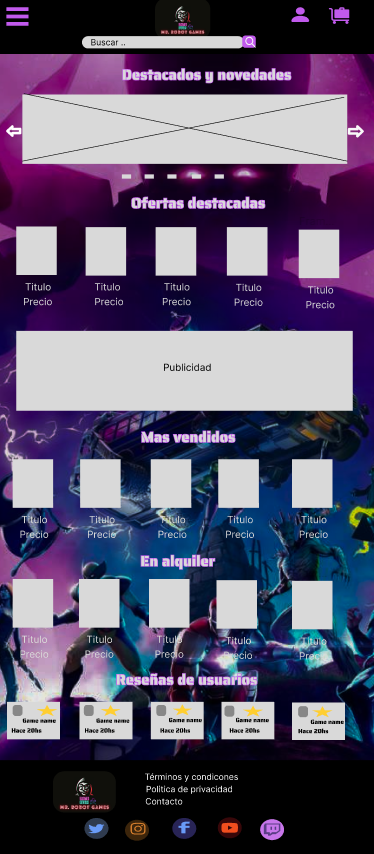 MR. ROBOT GAMES
Buscar ..
Destacados y novedades
Ofertas destacadas
Titulo Titulo Titulo Titulo Titulo
Precio Precio Precio Precio Precio
Publicidad
Mas vendidos
Titulo Titulo Titulo Titulo Titulo
Precio Precio Precio Precio Precio
En alquiler
Titulo Titulo Titulo Titulo Titulo
Precio Precio Precio Precio Precio
Reseñas de usuarios
Game name Game name Game name Game name Game name
Hace 20hs Hace 20hs Hace 20hs Hace 20hs Hace 20hs
MR. ROBOT GAMES
Términos y condicones
Politica de privacidad
Contacto